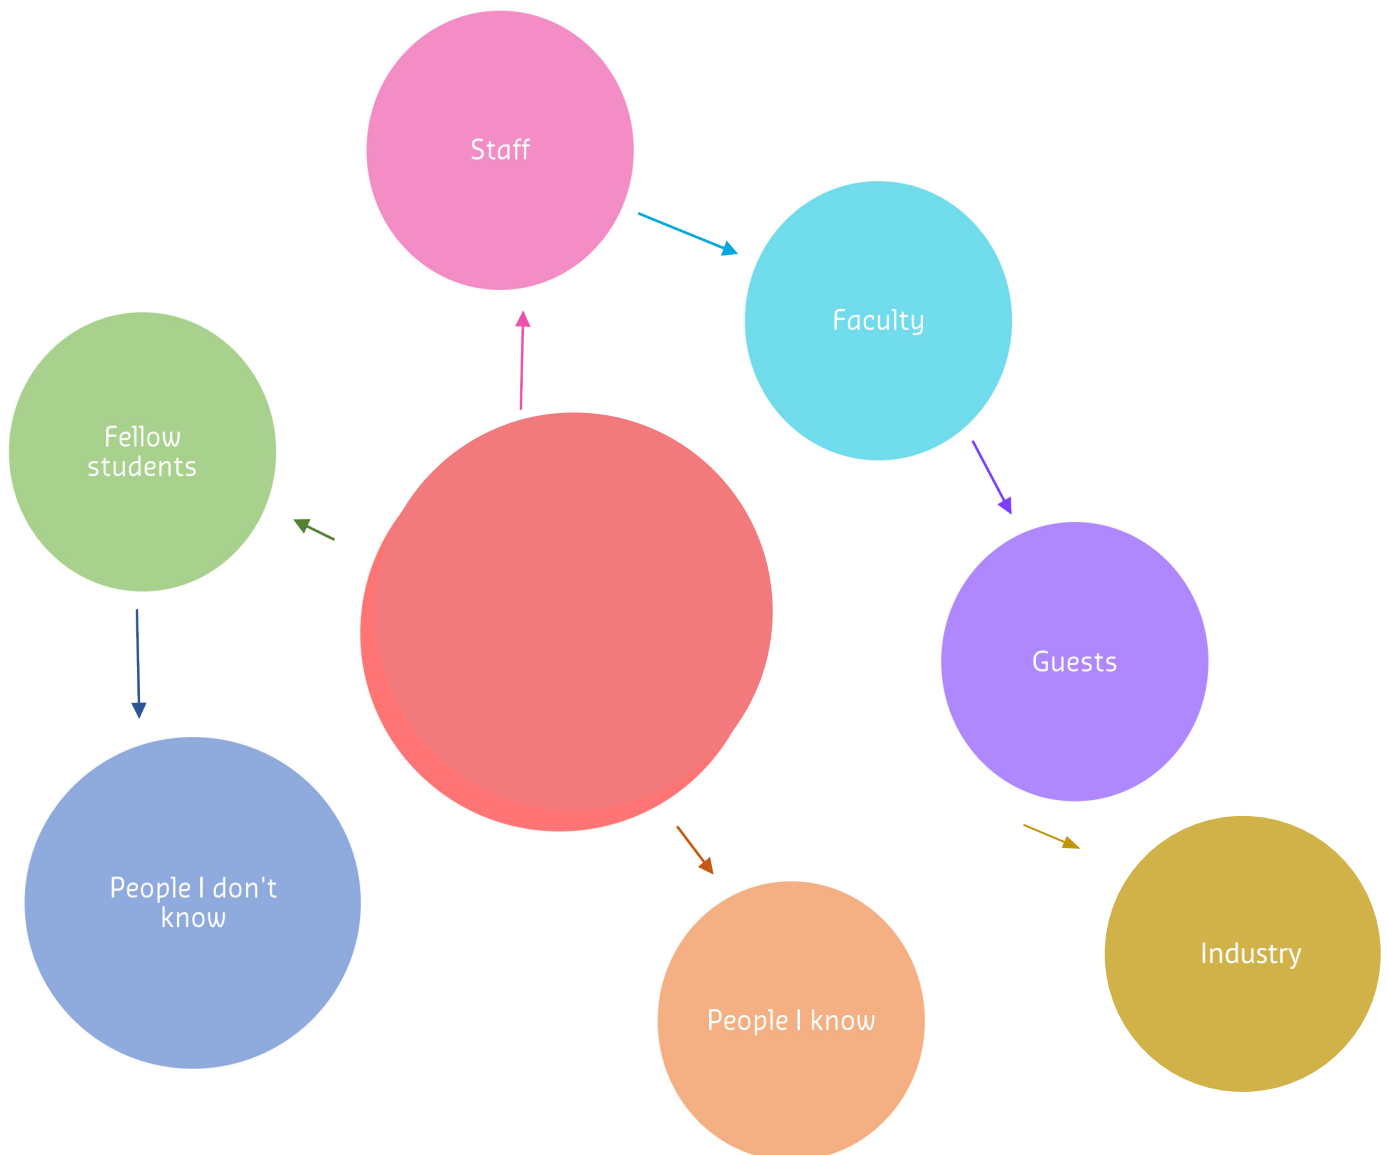 Staff
Faculty
Fellow
students
Guests
People I don't
know
Industry
People I know